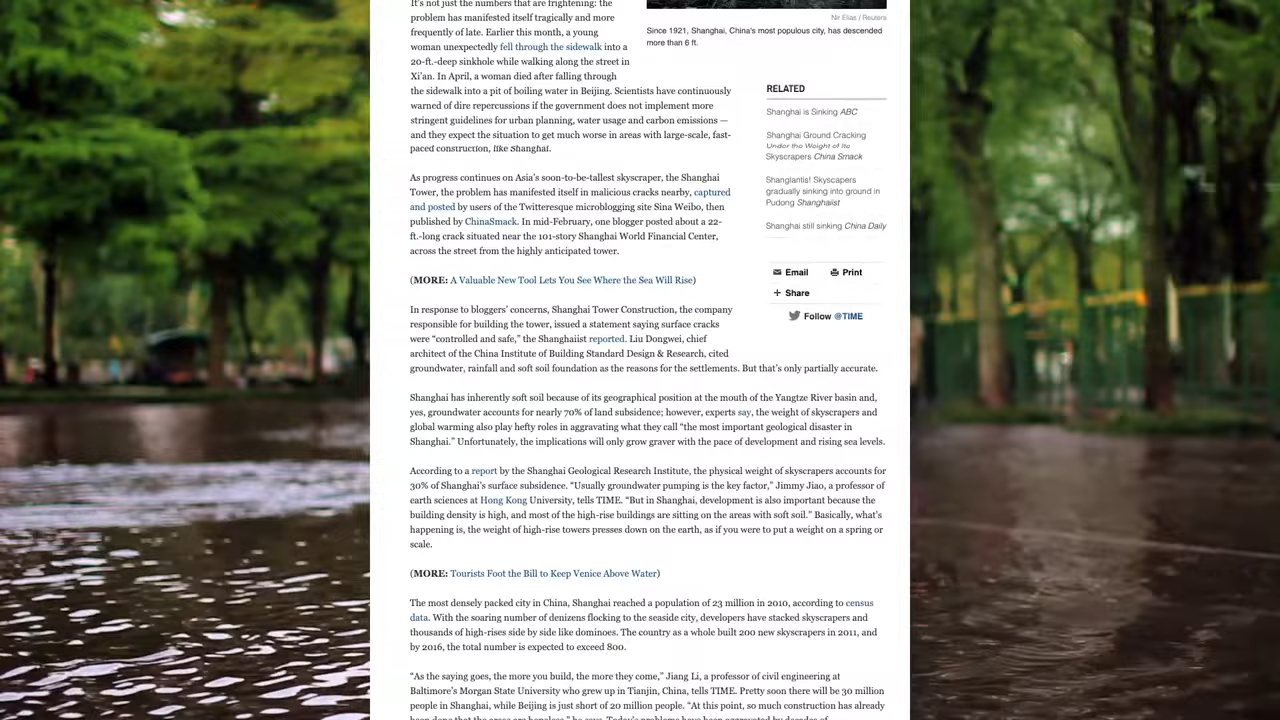 It's not just the numbers that are frightening: the
problem has manifested itself tragically and more
frequently of late. Earlier this month, a young
woman unexpectedly fell through the sidewalk into a
20-ft.-deep sinkhole while walking along the street in
Xi'an. In April, a woman died after falling through
the sidewalk into a pit of boiling water in Beijing. Scientists have continuously
warned of dire repercussions if the government does not implement more
stringent guidelines for urban planning, water usage and carbon emissions —
and they expect the situation to get much worse in areas with large-scale, fast-
paced construction, like Shanghai.
Nir Elias / Reuters
Since 1921, Shanghai, China's most populous city, has descended
more than 6 ft.
RELATED
Shanghai is Sinking ABC
Shanghai Ground Cracking
Under the Weight of Its
Skyscrapers China Smack
Shanglantis! Skyscapers
gradually sinking into ground in
Pudong Shanghaiist
Shanghai still sinking China Daily
Email
Print
Share
Follow @TIME
As progress continues on Asia's soon-to-be-tallest skyscraper, the Shanghai
Tower, the problem has manifested itself in malicious cracks nearby, captured
and posted by users of the Twitteresque microblogging site Sina Weibo, then
published by ChinaSmack. In mid-February, one blogger posted about a 22-
ft.-long crack situated near the 101-story Shanghai World Financial Center,
across the street from the highly anticipated tower.
(MORE: A Valuable New Tool Lets You See Where the Sea Will Rise)
In response to bloggers' concerns, Shanghai Tower Construction, the company
responsible for building the tower, issued a statement saying surface cracks
were “controlled and safe,” the Shanghaiist reported. Liu Dongwei, chief
architect of the China Institute of Building Standard Design & Research, cited
groundwater, rainfall and soft soil foundation as the reasons for the settlements. But that's only partially accurate.
Shanghai has inherently soft soil because of its geographical position at the mouth of the Yangtze River basin and,
yes, groundwater accounts for nearly 70% of land subsidence; however, experts say, the weight of skyscrapers and
global warming also play hefty roles in aggravating what they call “the most important geological disaster in
Shanghai.” Unfortunately, the implications will only grow graver with the pace of development and rising sea levels.
According to a report by the Shanghai Geological Research Institute, the physical weight of skyscrapers accounts for
30% of Shanghai's surface subsidence. “Usually groundwater pumping is the key factor,” Jimmy Jiao, a professor of
earth sciences at Hong Kong University, tells TIME. “But in Shanghai, development is also important because the
building density is high, and most of the high-rise buildings are sitting on the areas with soft soil.” Basically, what's
happening is, the weight of high-rise towers presses down on the earth, as if you were to put a weight on a spring or
scale.
(MORE: Tourists Foot the Bill to Keep Venice Above Water)
The most densely packed city in China, Shanghai reached a population of 23 million in 2010, according to census
data. With the soaring number of denizens flocking to the seaside city, developers have stacked skyscrapers and
thousands of high-rises side by side like dominoes. The country as a whole built 200 new skyscrapers in 2011, and
by 2016, the total number is expected to exceed 800.
“As the saying goes, the more you build, the more they come,” Jiang Li, a professor of civil engineering at
Baltimore's Morgan State University who grew up in Tianjin, China, tells TIME. Pretty soon there will be 30 million
people in Shanghai, while Beijing is just short of 20 million people. “At this point, so much construction has already
been done that the areas are hopeless,” he says. Today's problems have been aggravated by decades of